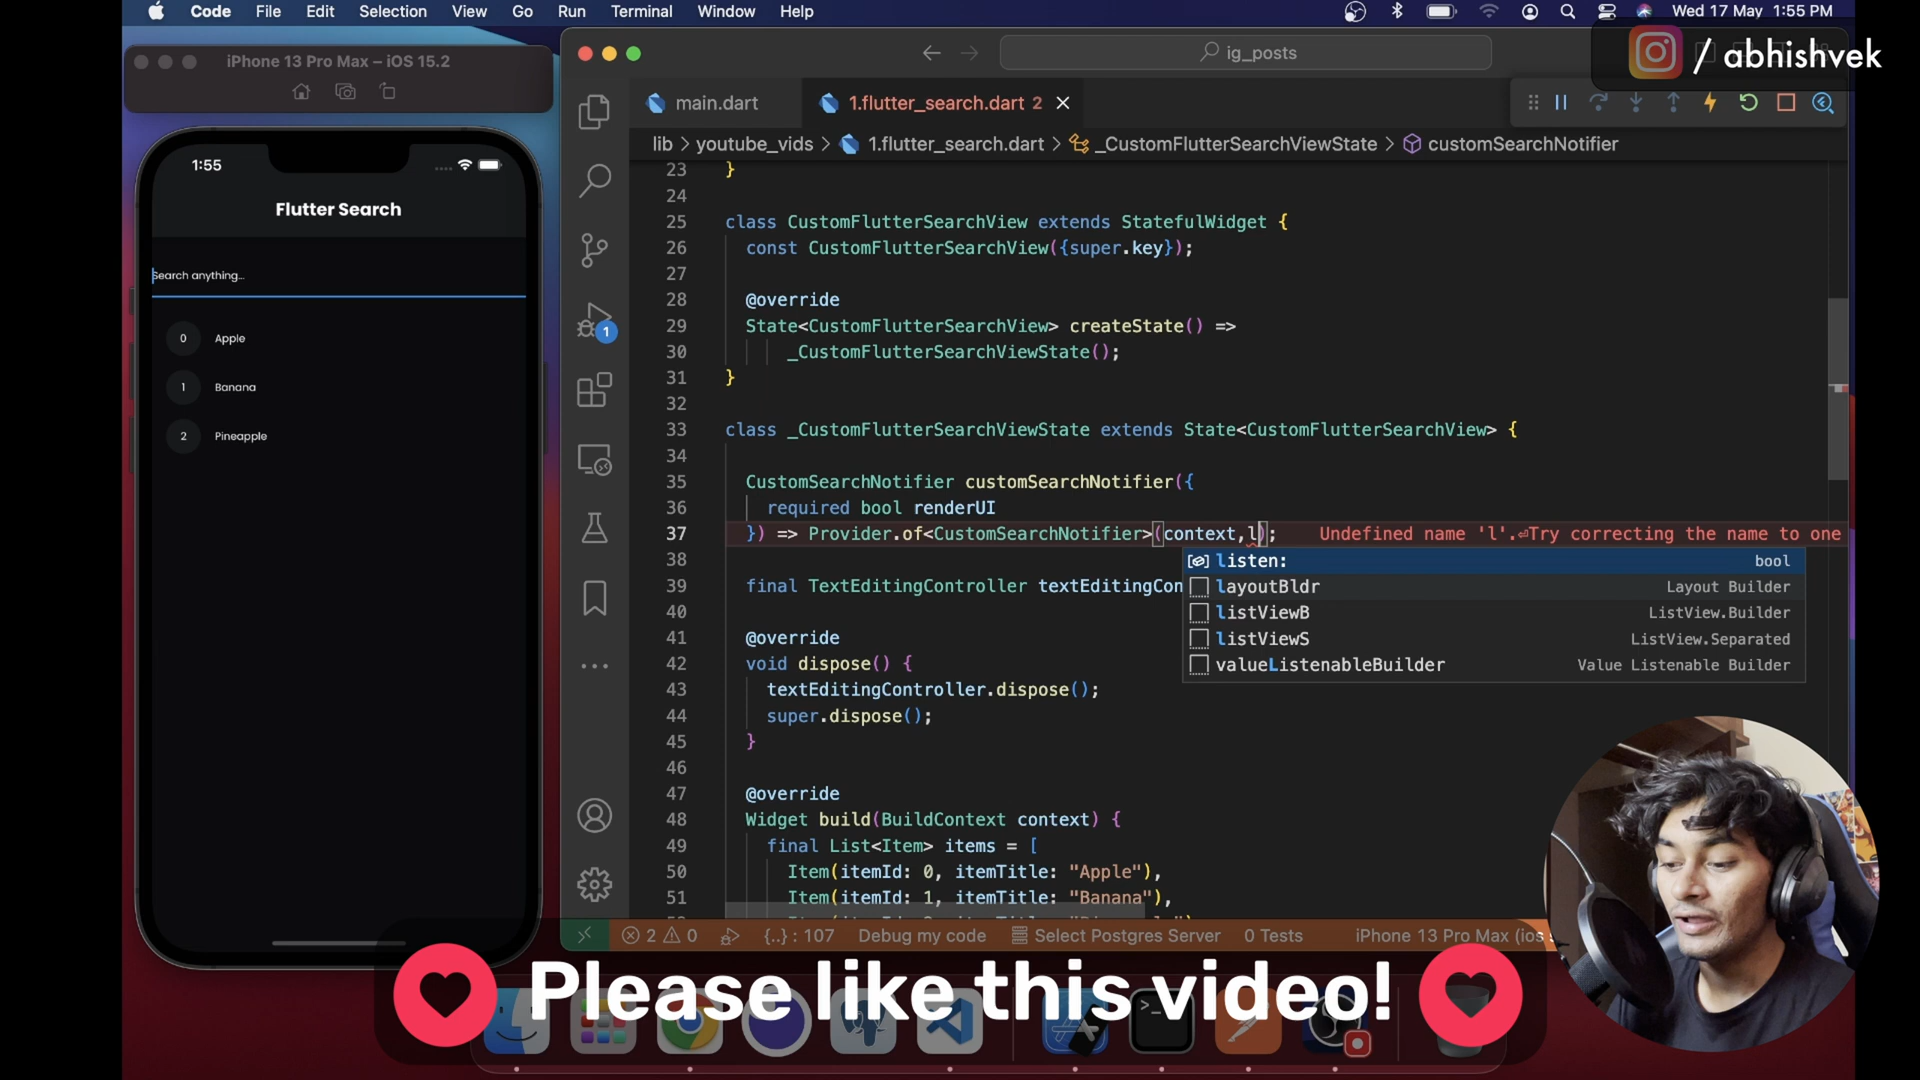 Code File Edit Selection View Go Run Terminal Window Help
Wed 17 May 1:55 PM
/ abhishvek
iPhone 13 Pro Max – iOS 15.2
1:55
Flutter Search
Search anything...
0 Apple
1 Banana
2 Pineapple
ig_posts
main.dart
1.flutter_search.dart 2
lib > youtube_vids > 1.flutter_search.dart > _CustomFlutterSearchViewState > customSearchNotifier
23 }
24
25 class CustomFlutterSearchView extends StatefulWidget {
26 const CustomFlutterSearchView({super.key});
27
28 @override
29 State<CustomFlutterSearchView> createState() =>
30 _CustomFlutterSearchViewState();
31 }
32
33 class _CustomFlutterSearchViewState extends State<CustomFlutterSearchView> {
34
35 CustomSearchNotifier customSearchNotifier({
36 required bool renderUI
37 }) => Provider.of<CustomSearchNotifier>(context,l); Undefined name 'l'.⏎Try correcting the name to one
38
39 final TextEditingController textEditingCon
40
41 @override
42 void dispose() {
43 textEditingController.dispose();
44 super.dispose();
45 }
46
47 @override
48 Widget build(BuildContext context) {
49 final List<Item> items = [
50 Item(itemId: 0, itemTitle: "Apple"),
51 Item(itemId: 1, itemTitle: "Banana"),
listen: bool
layoutBldr Layout Builder
listViewB ListView.Builder
listViewS ListView.Separated
valueListenableBuilder Value Listenable Builder
1
2 0 {..} : 107 Debug my code Select Postgres Server 0 Tests iPhone 13 Pro Max (ios
Please like this video!